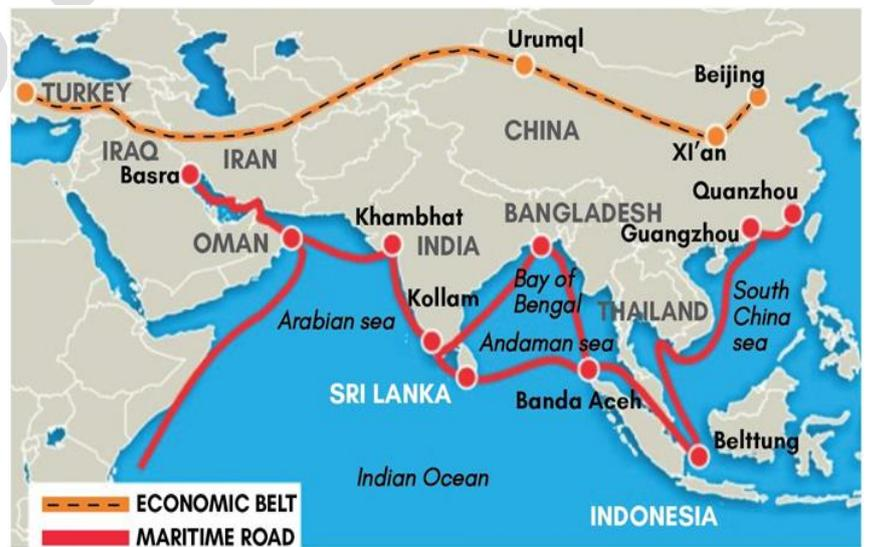 Urumql
Beijing
TURKEY
CHINA
XI'an
IRAQ
IRAN
Basra
Quanzhou
Khambhat
BANGLADESH
Guangzhou
OMAN
INDIA
Bay of
Bengal
South
China
sea
Kollam
THAILAND
Arabian sea
Andaman sea
SRI LANKA
Banda Aceh
Belttung
Indian Ocean
INDONESIA
ECONOMIC BELT
MARITIME ROAD